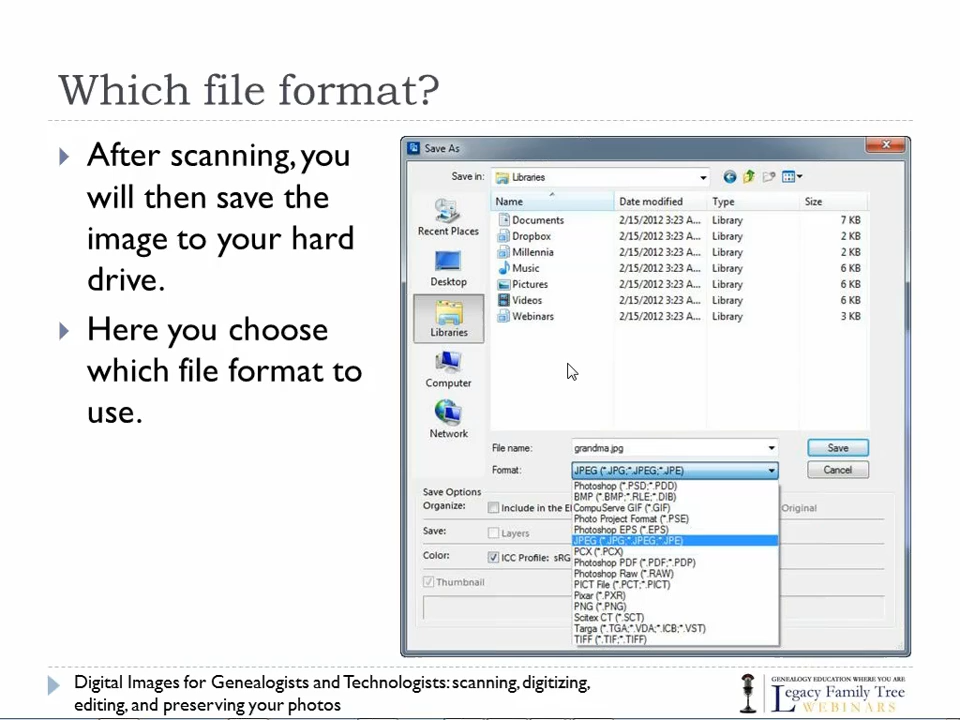 Which file format?
After scanning, you
will then save the
image to your hard
drive.
Here you choose
which file format to
use.
Save As
Save in:
Libraries
Name
Date modified
Type
Size
Documents 2/15/2012 3:23 A... Library 7 KB
Dropbox 2/15/2012 3:23 A... Library 2 KB
Millennia 2/15/2012 3:23 A... Library 2 KB
Music 2/15/2012 3:23 A... Library 6 KB
Pictures 2/15/2012 3:23 A... Library 6 KB
Videos 2/15/2012 3:23 A... Library 6 KB
Webinars 2/15/2012 3:23 A... Library 3 KB
Recent Places
Desktop
Libraries
Computer
Network
File name: grandma.jpg Save
Format: JPEG (*.JPG;*.JPEG;*.JPE) Cancel
Photoshop (*.PSD;*.PDD)
BMP (*.BMP;*.RLE;*.DIB)
CompuServe GIF (*.GIF)
Photo Project Format (*.PSE)
Photoshop EPS (*.EPS)
JPEG (*.JPG;*.JPEG;*.JPE)
PCX (*.PCX)
Photoshop PDF (*.PDF;*.PDP)
Photoshop Raw (*.RAW)
PICT File (*.PCT;*.PICT)
Pixar (*.PXR)
PNG (*.PNG)
Scitex CT (*.SCT)
Targa (*.TGA;*.VDA;*.ICB;*.VST)
TIFF (*.TIF;*.TIFF)
Save Options
Organize: Include in the El Original
Save: Layers
Color: ICC Profile: sRG
Thumbnail
Digital Images for Genealogists and Technologists: scanning, digitizing,
editing, and preserving your photos
GENEALOGY EDUCATION WHERE YOU ARE
Legacy Family Tree
WEBINARS